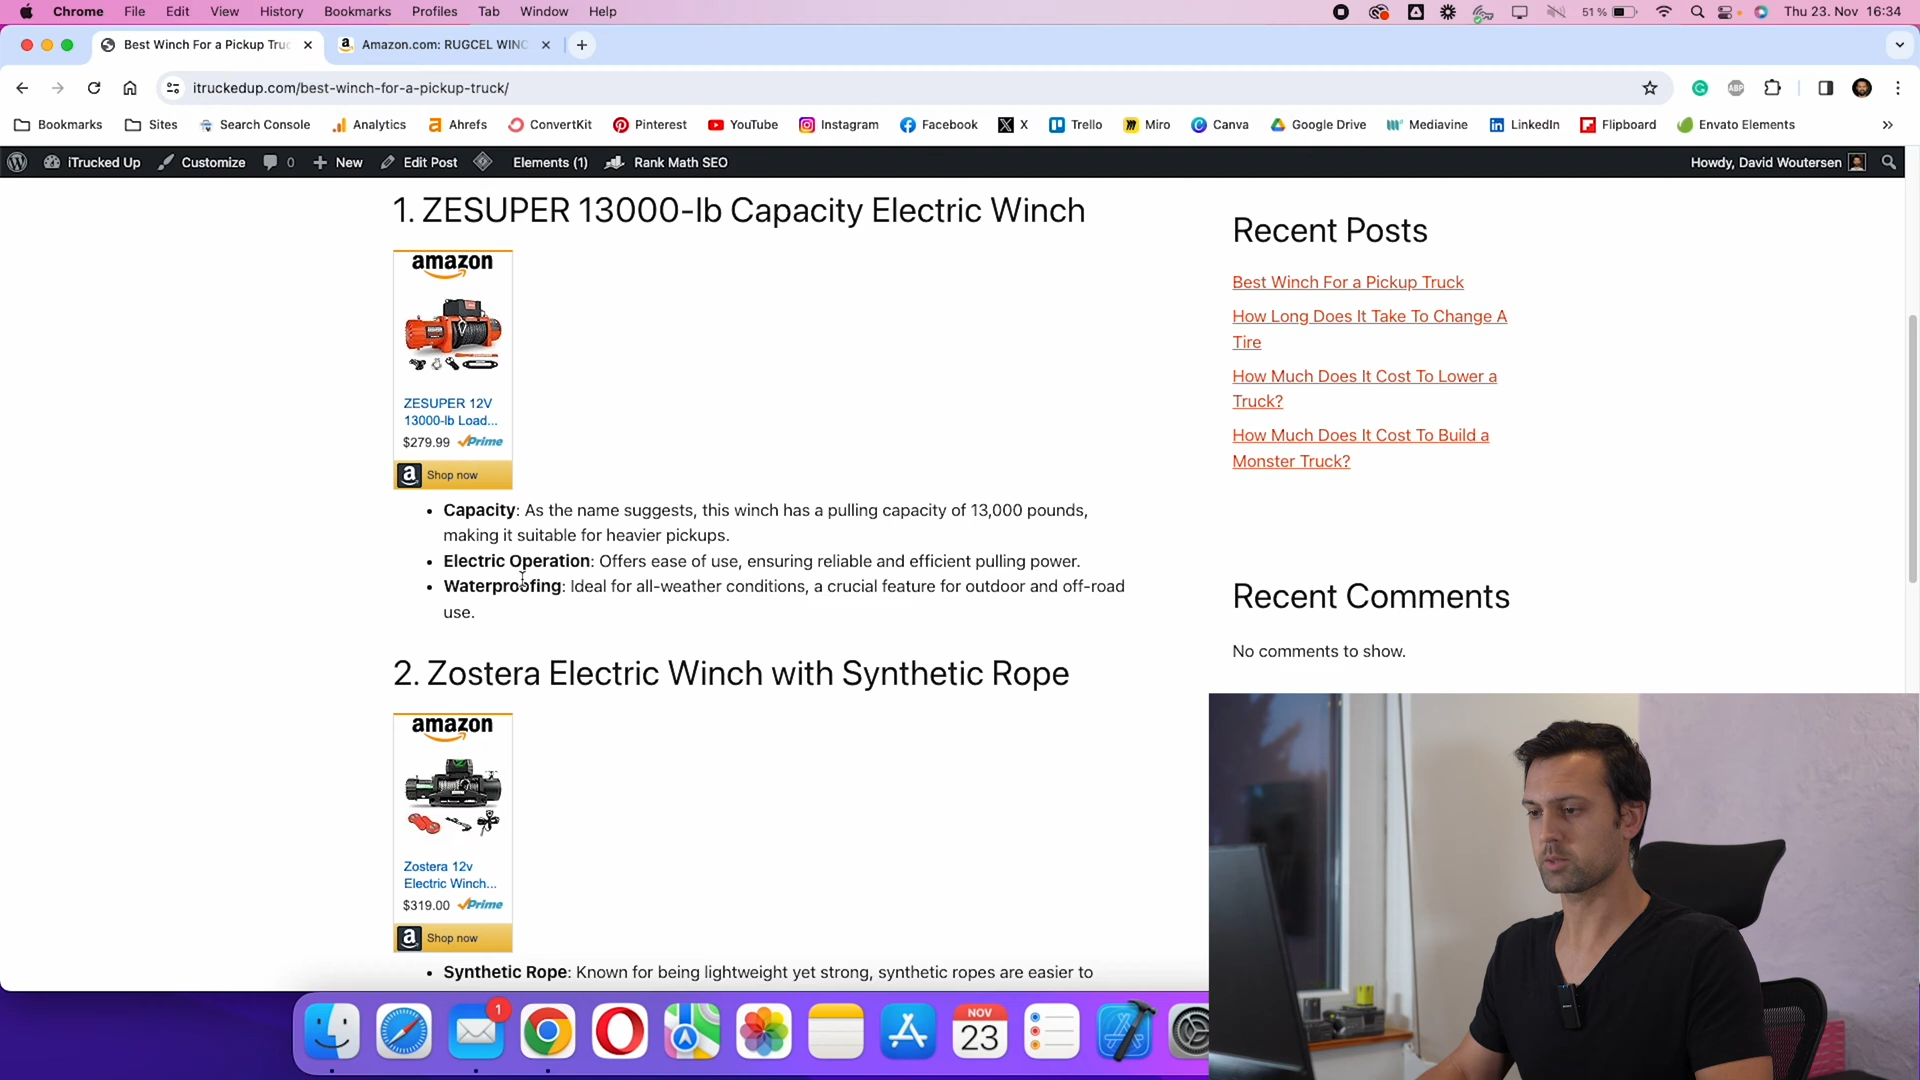 Chrome File Edit View History Bookmarks Profiles Tab Window Help
51 % Thu 23. Nov 16:34
Best Winch For a Pickup Truc
Amazon.com: RUGCEL WINC
itruckedup.com/best-winch-for-a-pickup-truck/
ABP
Bookmarks Sites Search Console Analytics Ahrefs ConvertKit Pinterest YouTube Instagram Facebook X Trello Miro Canva Google Drive Mediavine LinkedIn Flipboard Envato Elements
iTrucked Up Customize 0 New Edit Post Elements (1) Rank Math SEO Howdy, David Woutersen
1. ZESUPER 13000-lb Capacity Electric Winch
amazon
ZESUPER 12V
13000-lb Load...
$279.99 Prime
a Shop now
• Capacity: As the name suggests, this winch has a pulling capacity of 13,000 pounds,
making it suitable for heavier pickups.
• Electric Operation: Offers ease of use, ensuring reliable and efficient pulling power.
• Waterproofing: Ideal for all-weather conditions, a crucial feature for outdoor and off-road
use.
2. Zostera Electric Winch with Synthetic Rope
amazon
Zostera 12v
Electric Winch...
$319.00 Prime
a Shop now
• Synthetic Rope: Known for being lightweight yet strong, synthetic ropes are easier to
Recent Posts
Best Winch For a Pickup Truck
How Long Does It Take To Change A
Tire
How Much Does It Cost To Lower a
Truck?
How Much Does It Cost To Build a
Monster Truck?
Recent Comments
No comments to show.
1
NOV
23